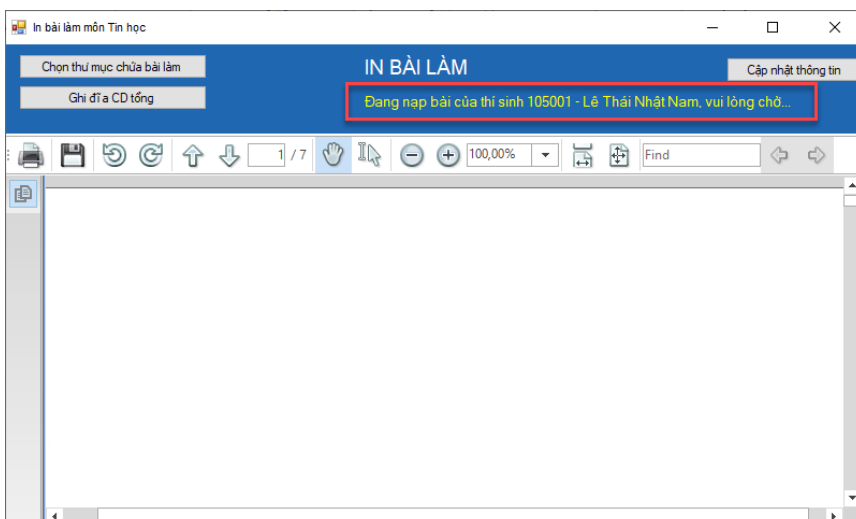 In bài làm môn Tin học
Chọn thư mục chứa bài làm
IN BÀI LÀM
Cập nhật thông tin
Ghi đĩa CD tổng
Đang nạp bài của thí sinh 105001 - Lê Thái Nhật Nam, vui lòng chờ...
1 / 7
100,00%
Find